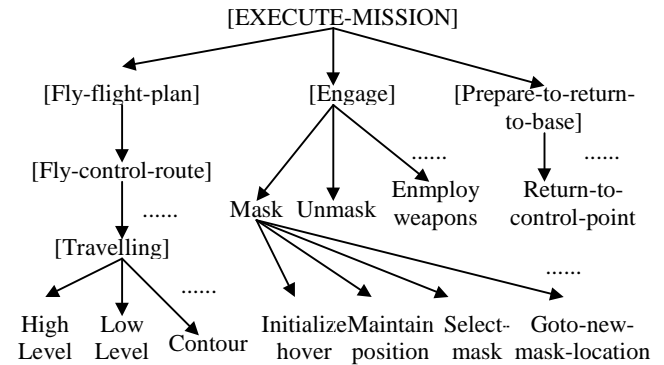 [EXECUTE-MISSION]
[Fly-flight-plan] [Engage] [Prepare-to-return-
to-base]
...... ......
[Fly-control-route] Enmploy Return-to-
...... Mask Unmask weapons control-point
[Travelling]
...... ......
High Low Contour Initialize Maintain Select- Goto-new-
Level Level hover position mask mask-location